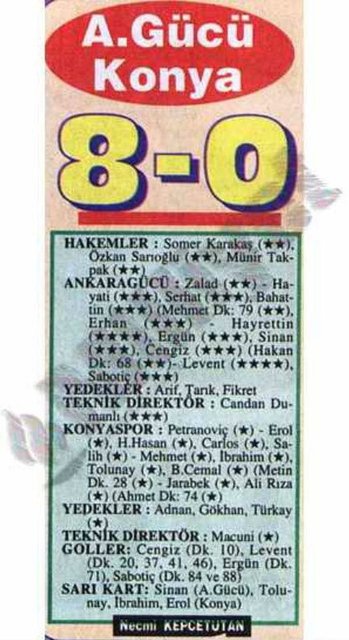 A.Gücü
Konya
8-0
HAKEMLER : Somer Karakaş (★★),
Özkan Sarıoğlu (★★), Münir Tak-
pak (★★)
ANKARAGÜCÜ : Zalad (★★) - Ha-
yati (★★★), Serhat (★★★), Bahat-
tin (★★★) (Mehmet Dk: 79 (★★),
Erhan (★★★) - Hayrettin
(★★★★), Ergün (★★★), Sinan
(★★★), Cengiz (★★★) (Hakan
Dk: 68 (★★)- Levent (★★★★★),
Sabotiç (★★★)
YEDEKLER : Arif, Tarık, Fikret
TEKNİK DİREKTÖR : Candan Du-
manlı (★★★)
KONYASPOR : Petranoviç (★) - Erol
(★), H.Hasan (★), Carlos (★), Sa-
lih (★) - Mehmet (★), İbrahim (★),
Tolunay (★), B.Cemal (★) (Metin
Dk. 28 (★) - Jarabek (★), Ali Rıza
(★) (Ahmet Dk: 74 (★)
YEDEKLER : Adnan, Gökhan, Türkay
(★)
TEKNİK DİREKTÖR : Macuni (★)
GOLLER: Cengiz (Dk. 10), Levent
(Dk. 20, 37, 41, 46), Ergün (Dk.
71), Sabotiç (Dk. 84 ve 88)
SARI KART: Sinan (A.Gücü), Tolu-
nay, İbrahim, Erol (Konya)
Necmi KEPÇETUTAN